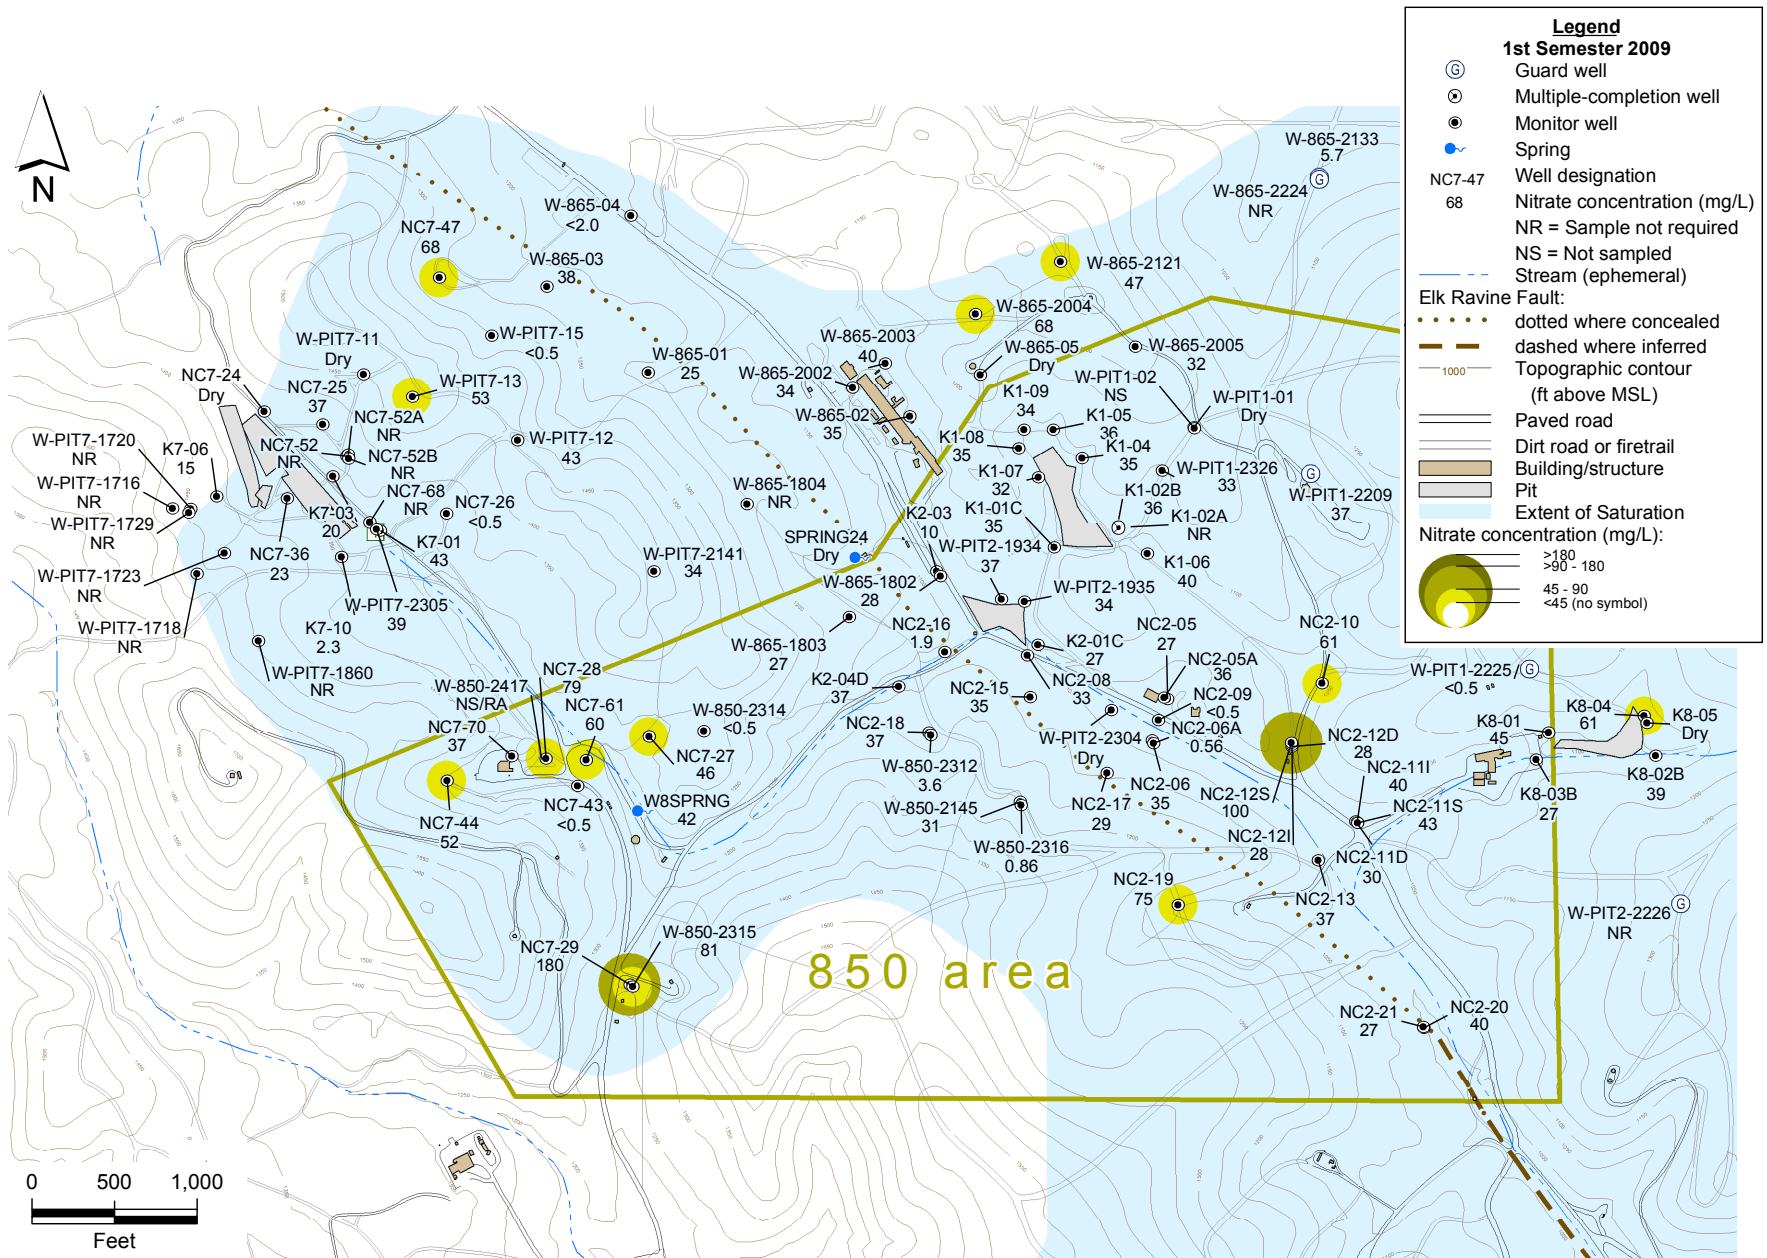 Legend
1st Semester 2009
G
Guard well
Multiple-completion well
Monitor well
Spring
NC7-47
Well designation
68
Nitrate concentration (mg/L)
NR = Sample not required
NS = Not sampled
Stream (ephemeral)
Elk Ravine Fault:
dotted where concealed
dashed where inferred
1000
Topographic contour
(ft above MSL)
Paved road
Dirt road or firetrail
Building/structure
Pit
Extent of Saturation
Nitrate concentration (mg/L):
>180
>90 - 180
45 - 90
<45 (no symbol)
N
W-865-2133
5.7
G
W-865-2224
NR
W-865-04
<2.0
NC7-47
68
W-865-03
38
W-865-2121
47
W-865-2004
68
W-PIT7-15
<0.5
W-PIT7-11
Dry
W-865-01
25
W-865-2003
40
W-865-05
Dry
W-865-2005
32
NC7-24
Dry
NC7-25
37
W-PIT7-13
53
W-865-2002
34
W-PIT1-02
NS
W-PIT1-01
Dry
NC7-52A
NR
K1-09
34
K1-05
36
W-865-02
35
W-PIT7-1720
NR
K7-06
15
NC7-52
NR
NC7-52B
NR
W-PIT7-12
43
K1-08
35
K1-04
35
W-PIT1-2326
33
G
W-PIT7-1716
NR
K1-07
32
W-PIT1-2209
37
NC7-68
NR
NC7-26
<0.5
W-865-1804
NR
K1-02B
36
K1-01C
35
K2-03
10
K1-02A
NR
W-PIT7-1729
NR
K7-03
20
K7-01
43
SPRING24
Dry
W-PIT2-1934
37
NC7-36
23
W-PIT7-2141
34
K1-06
40
W-PIT7-1723
NR
W-865-1802
28
W-PIT7-2305
39
W-PIT2-1935
34
W-PIT7-1718
NR
K7-10
2.3
NC2-16
1.9
NC2-05
27
NC2-10
61
W-865-1803
27
K2-01C
27
W-PIT7-1860
NR
NC7-28
79
W-850-2417
NS/RA
NC7-61
60
K2-04D
37
NC2-15
35
NC2-08
33
NC2-05A
36
NC2-09
<0.5
W-PIT1-2225
<0.5
G
W-850-2314
<0.5
NC7-70
37
NC2-18
37
W-PIT2-2304
Dry
NC2-06A
0.56
K8-04
61
K8-01
45
K8-05
Dry
NC7-27
46
NC2-12D
28
W-850-2312
3.6
NC2-06
35
NC2-11I
40
K8-02B
39
K8-03B
27
NC2-12S
100
W8SPRNG
42
NC7-43
<0.5
NC7-44
52
W-850-2145
31
NC2-17
29
NC2-11S
43
NC2-12I
28
W-850-2316
0.86
NC2-11D
30
NC2-19
75
NC2-13
37
W-PIT2-2226
NR
G
NC7-29
180
W-850-2315
81
850 area
NC2-21
27
NC2-20
40
0 500 1,000
Feet